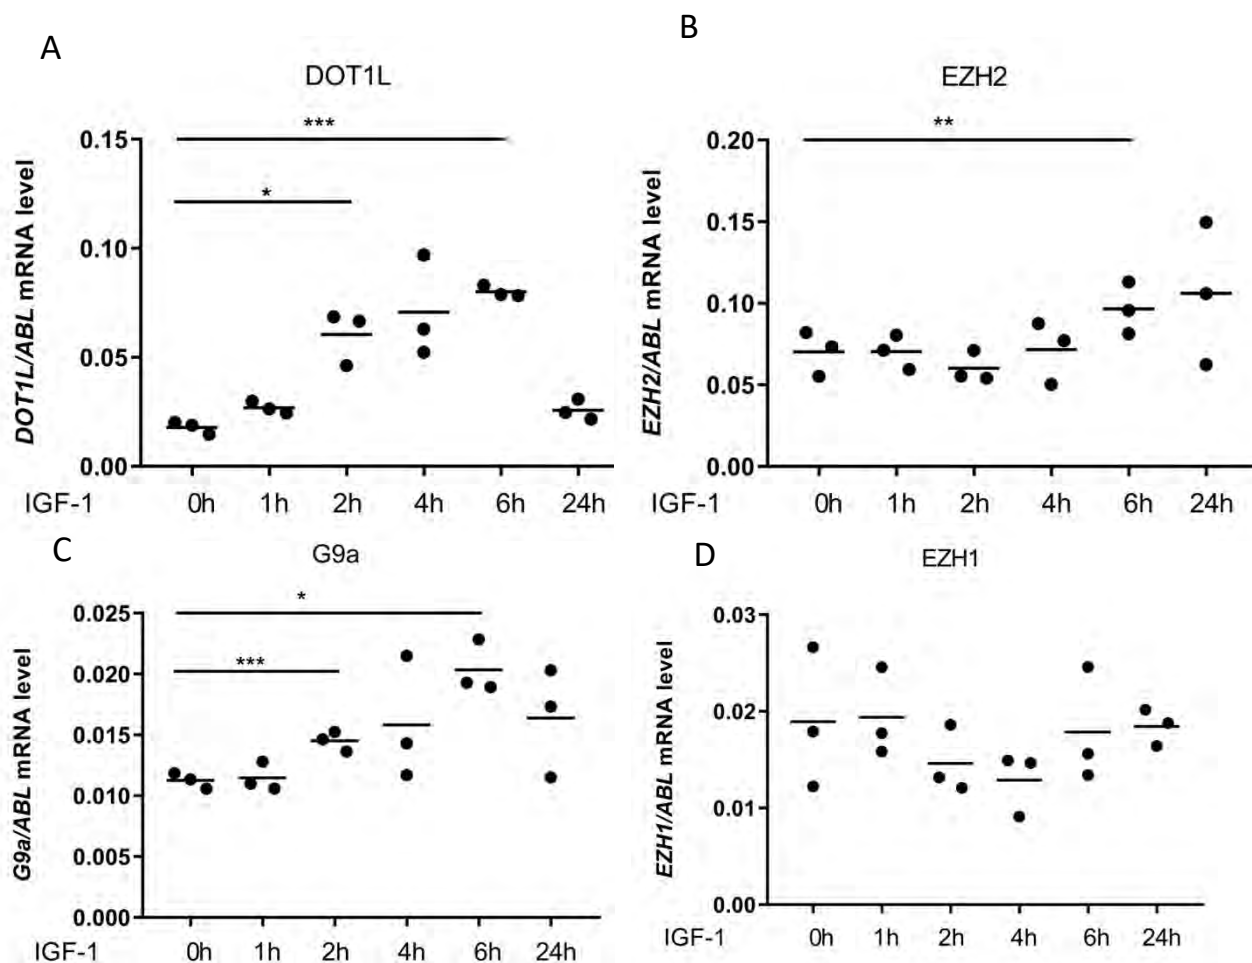 A
DOT1L
***
*
0.15
0.10
0.05
0.00
DOT1L/ABL mRNA level
IGF-1 0h 1h 2h 4h 6h 24h
B
EZH2
**
0.20
0.15
0.10
0.05
0.00
EZH2/ABL mRNA level
IGF-1 0h 1h 2h 4h 6h 24h
C
G9a
*
***
0.025
0.020
0.015
0.010
0.005
0.000
G9a/ABL mRNA level
IGF-1 0h 1h 2h 4h 6h 24h
D
EZH1
0.03
0.02
0.01
0.00
EZH1/ABL mRNA level
IGF-1 0h 1h 2h 4h 6h 24h